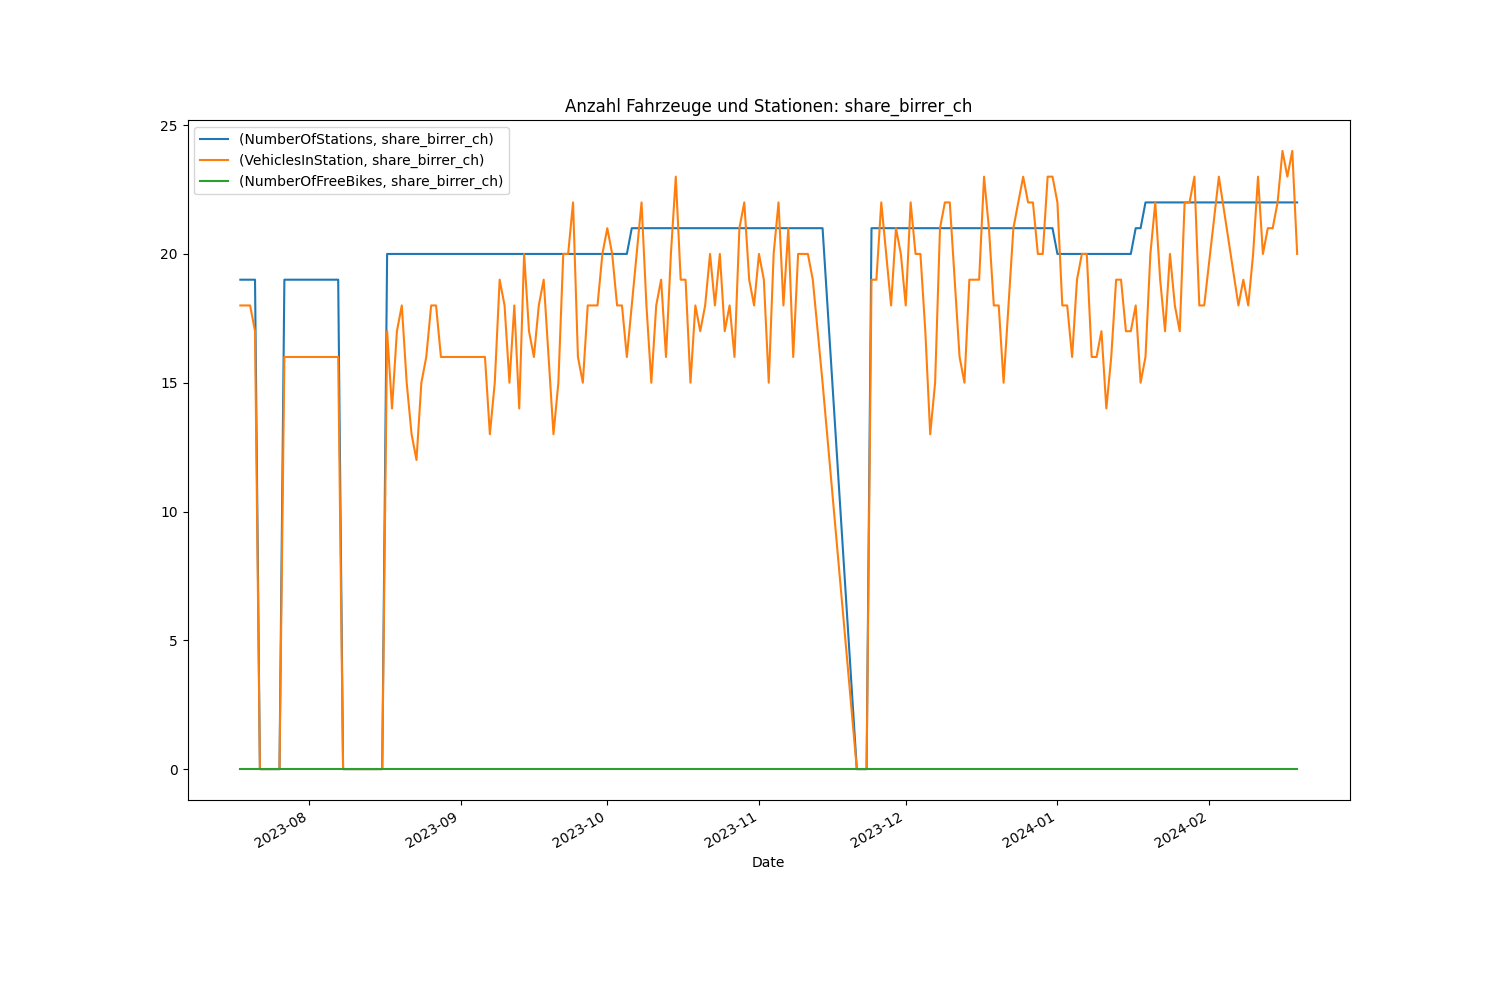 Anzahl Fahrzeuge und Stationen: share_birrer_ch
(NumberOfStations, share_birrer_ch)
(VehiclesInStation, share_birrer_ch)
(NumberOfFreeBikes, share_birrer_ch)
25
20
15
10
5
0
2023-08
2023-09
2023-10
2023-11
2023-12
2024-01
2024-02
Date